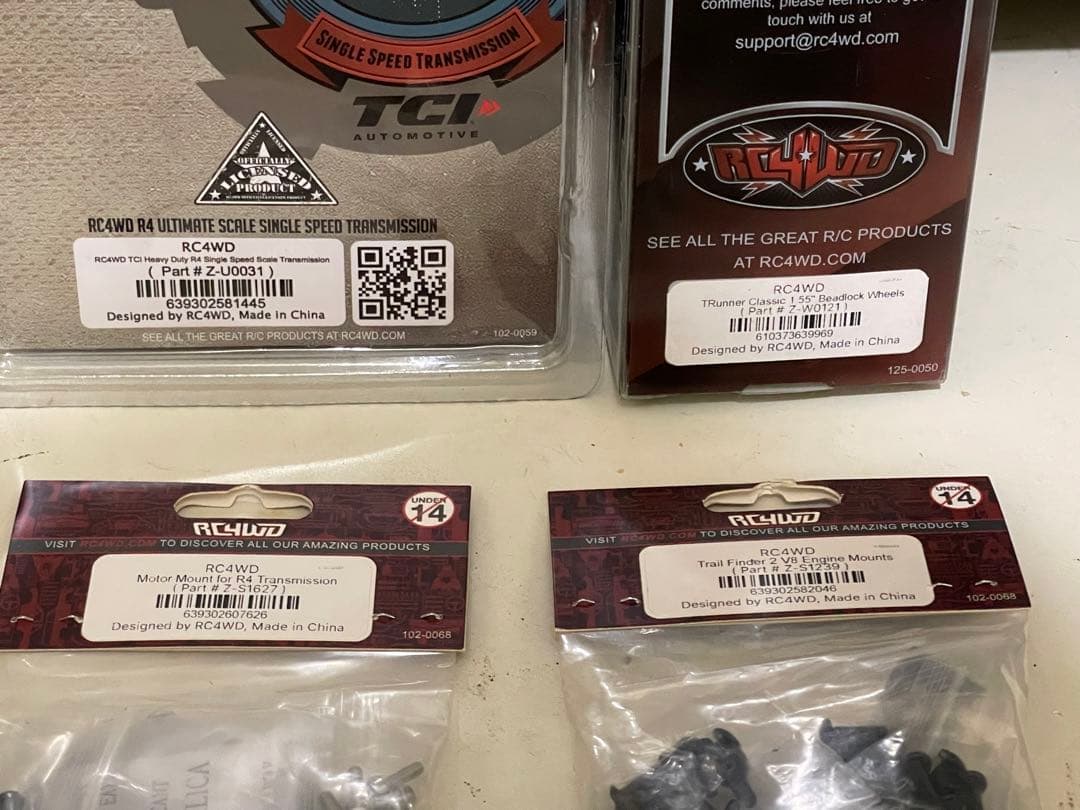 SINGLE SPEED TRANSMISSION
TCI
AUTOMOTIVE
OFFICIALLY
LICENSED
PRODUCT
RC4WD R4 ULTIMATE SCALE SINGLE SPEED TRANSMISSION
RC4WD
RC4WD TCI Heavy Duty R4 Single Speed Scale Transmission
( Part # Z-U0031 )
639302581445
Designed by RC4WD, Made in China
SEE ALL THE GREAT R/C PRODUCTS AT RC4WD.COM
102-0059
comments, please feel free to
touch with us at
support@rc4wd.com
RC4WD
SEE ALL THE GREAT R/C PRODUCTS
AT RC4WD.COM
RC4WD
TRunner Classic 1.55" Beadlock Wheels
( Part # Z-W0121 )
610373639969
Designed by RC4WD, Made in China
125-0050
UNDER
14
RC4WD
VISIT RC4WD.COM TO DISCOVER ALL OUR AMAZING PRODUCTS
RC4WD
Motor Mount for R4 Transmission
( Part # Z-S1627 )
639302607626
Designed by RC4WD, Made in China
102-0068
UNDER
14
RC4WD
VISIT RC4WD.COM TO DISCOVER ALL OUR AMAZING PRODUCTS
RC4WD
Trail Finder 2 V8 Engine Mounts
( Part # Z-S1239 )
639302582046
Designed by RC4WD, Made in China
102-0068